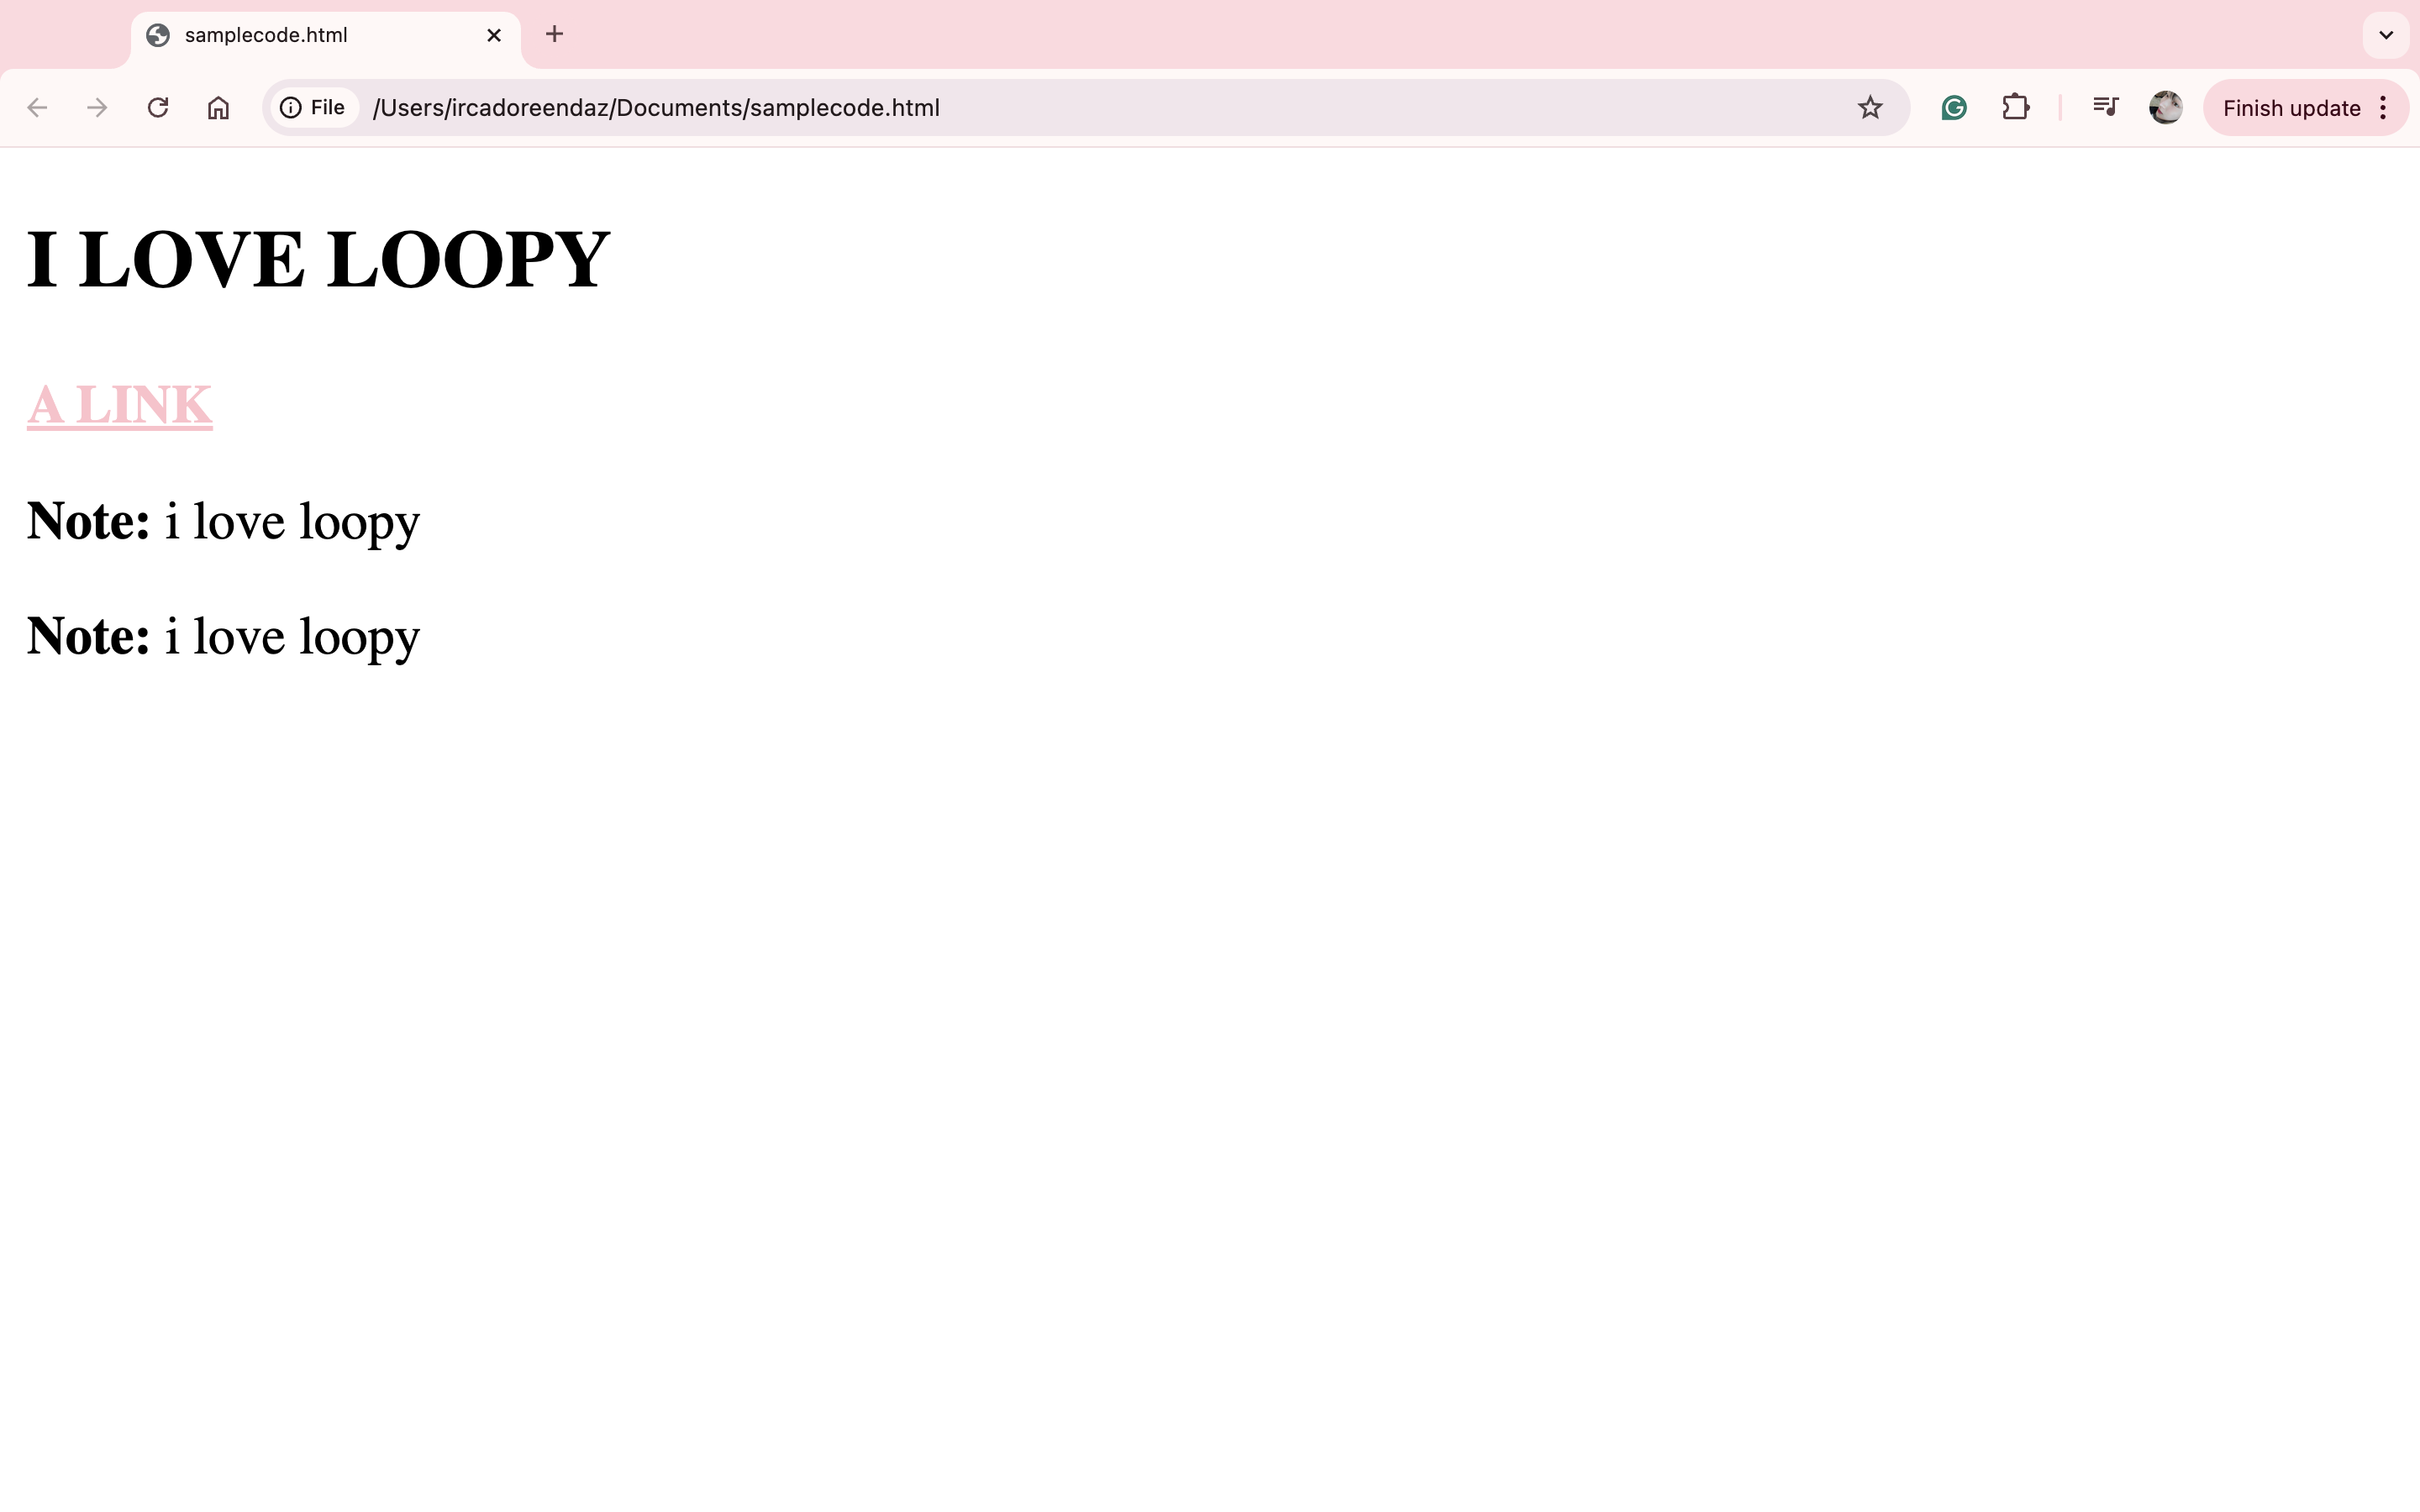 samplecode.html
File /Users/ircadoreendaz/Documents/samplecode.html Finish update
I LOVE LOOPY
A LINK
Note: i love loopy
Note: i love loopy